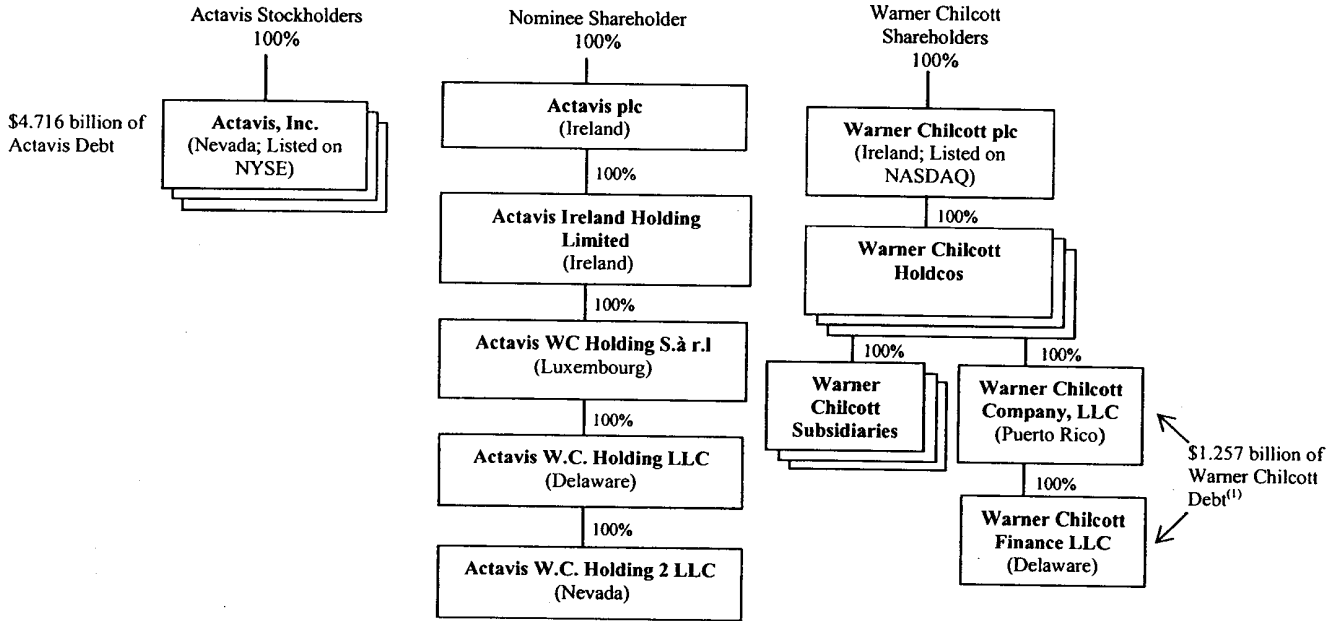 Actavis Stockholders
100%
$4.716 billion of
Actavis Debt
Actavis, Inc.
(Nevada; Listed on
NYSE)
Nominee Shareholder
100%
Actavis plc
(Ireland)
100%
Actavis Ireland Holding
Limited
(Ireland)
100%
Actavis WC Holding S.à r.l
(Luxembourg)
100%
Actavis W.C. Holding LLC
(Delaware)
100%
Actavis W.C. Holding 2 LLC
(Nevada)
Warner Chilcott
Shareholders
100%
Warner Chilcott plc
(Ireland; Listed on
NASDAQ)
100%
Warner Chilcott
Holdcos
100%
Warner
Chilcott
Subsidiaries
100%
Warner Chilcott
Company, LLC
(Puerto Rico)
100%
Warner Chilcott
Finance LLC
(Delaware)
$1.257 billion of
Warner Chilcott
Debt(1)